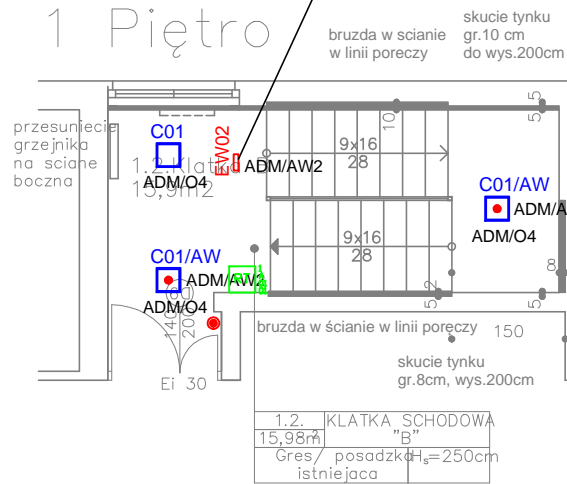 1 Piętro
bruzda w scianie
w linii poreczy
skucie tynku
gr.10 cm
do wys.200cm
przesuniecie
grzejnika
na sciane
boczna
C01
EW02
ADM/AW2
1.2.Klatka
15,9m2
ADM/O4
10
5
5
9x16
28
C01/AW
ADM/A
ADM/O4
9x16
28
C01/AW
ADM/AW2
ADM/O4
8
5
2
5
Ei 30
bruzda w ścianie w linii poręczy
150
skucie tynku
gr.8cm, wys.200cm
1.2. KLATKA SCHODOWA
15,98m² "B"
Gres/ posadzka Hs=250cm
istniejaca